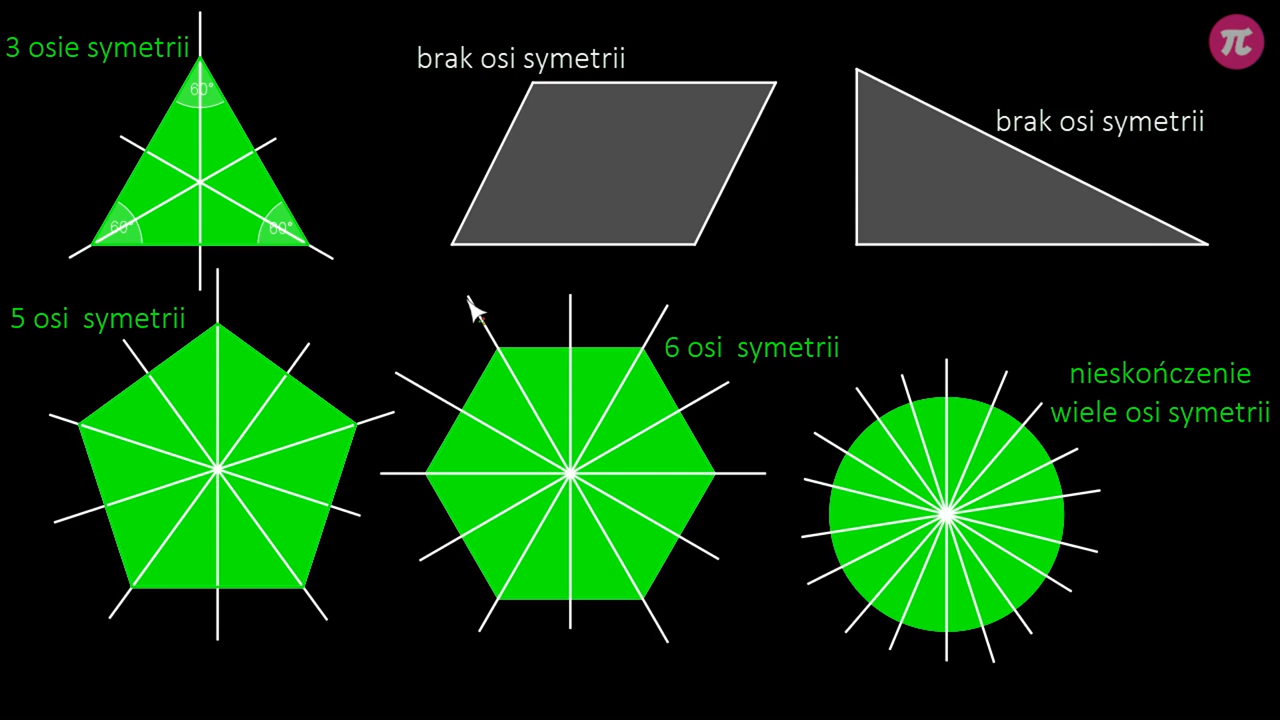 3 osie symetrii
brak osi symetrii
π
brak osi symetrii
60°
60°
60°
5 osi symetrii
6 osi symetrii
nieskończenie
wiele osi symetrii